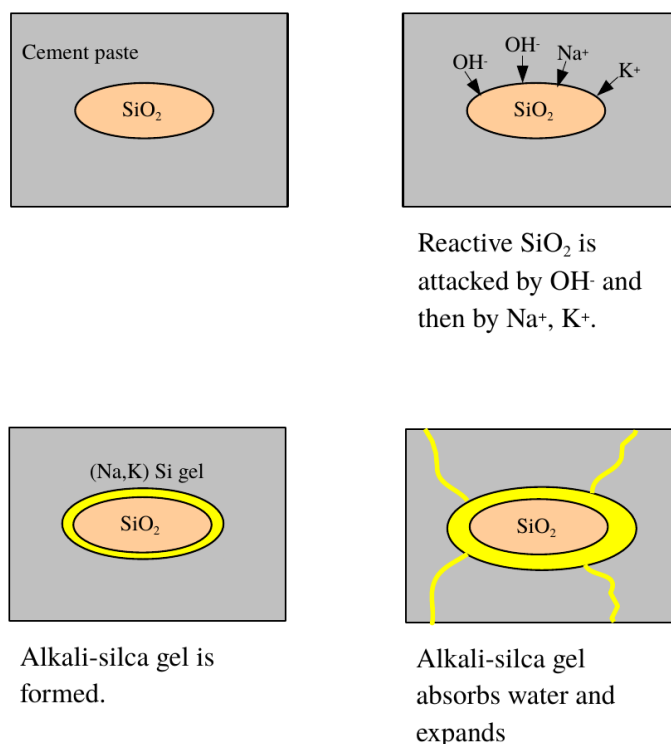 Cement paste
SiO₂
OH⁻
OH⁻
Na⁺
K⁺
SiO₂
Reactive SiO₂ is
attacked by OH⁻ and
then by Na⁺, K⁺.
(Na,K) Si gel
SiO₂
Alkali-silca gel is
formed.
SiO₂
Alkali-silca gel
absorbs water and
expands